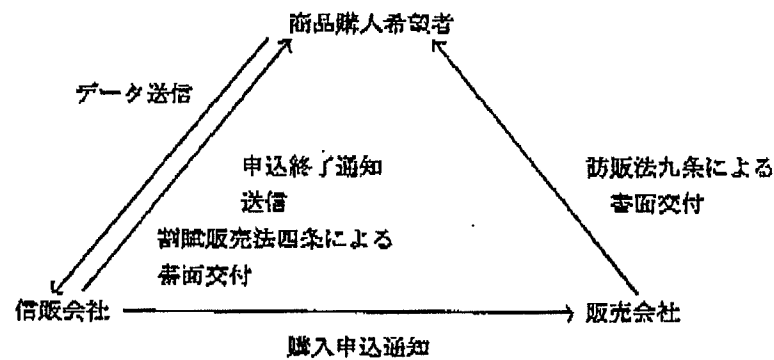 商品購入希望者
データ送信
申込終了通知
送信
割賦販売法四条による
書面交付
訪販法九条による
書面交付
信販会社
販売会社
購入申込通知